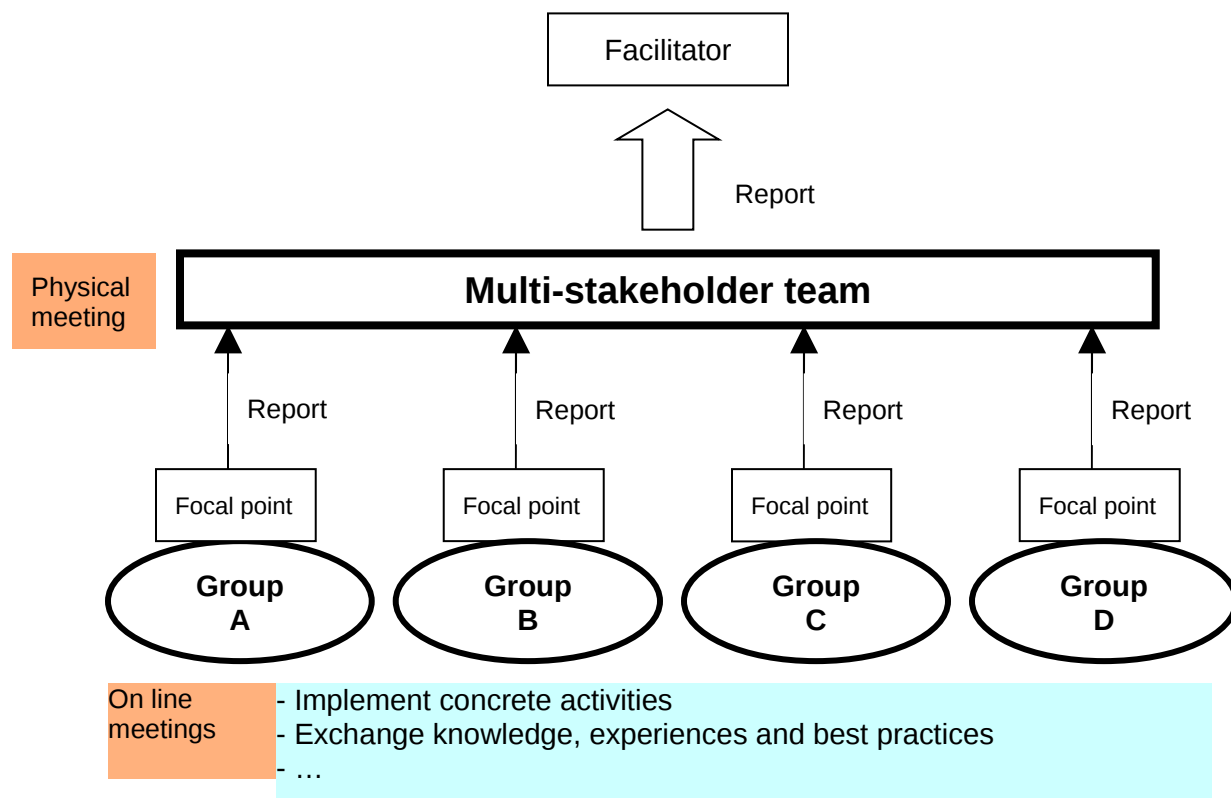 Facilitator
Report
Physical
meeting
Multi-stakeholder team
Report
Report
Report
Report
Focal point
Focal point
Focal point
Focal point
Group
A
Group
B
Group
C
Group
D
On line
meetings
- Implement concrete activities
- Exchange knowledge, experiences and best practices
- …